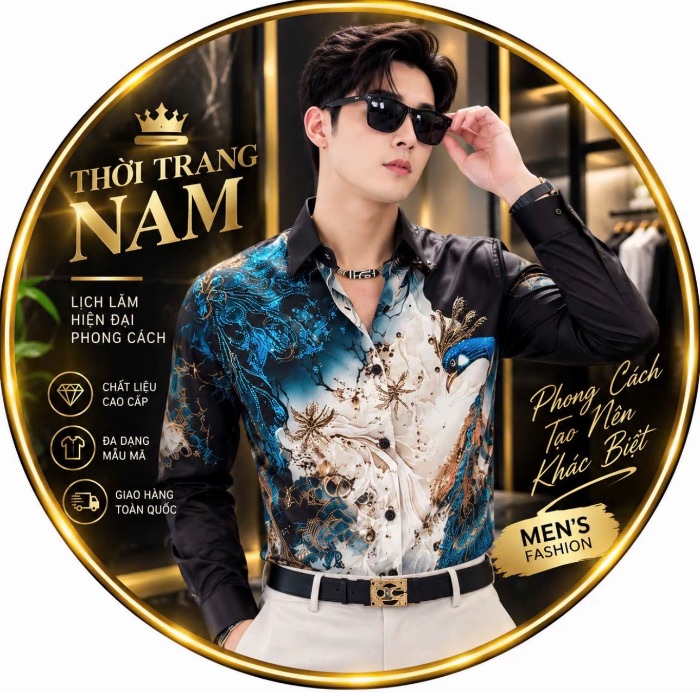 THỜI TRANG
NAM
LỊCH LÃM
HIỆN ĐẠI
PHONG CÁCH
CHẤT LIỆU
CAO CẤP
ĐA DẠNG
MẪU MÃ
GIAO HÀNG
TOÀN QUỐC
Phong Cách
Tạo Nên
Khác Biệt
MEN'S
FASHION